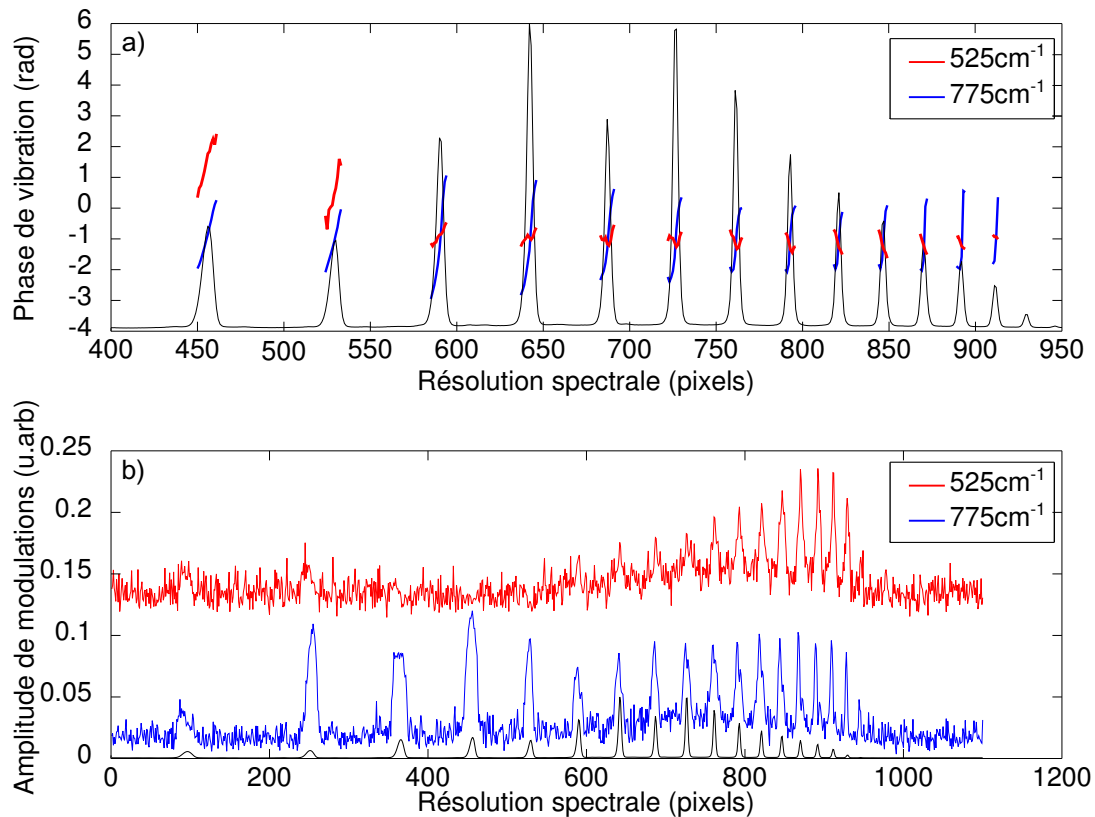 a)
Phase de vibration (rad)
6
5
4
3
2
1
0
-1
-2
-3
-4
525cm-1
775cm-1
400 450 500 550 600 650 700 750 800 850 900 950
Résolution spectrale (pixels)
b)
Amplitude de modulations (u.arb)
0.25
0.2
0.15
0.1
0.05
0
525cm-1
775cm-1
0 200 400 600 800 1000 1200
Résolution spectrale (pixels)